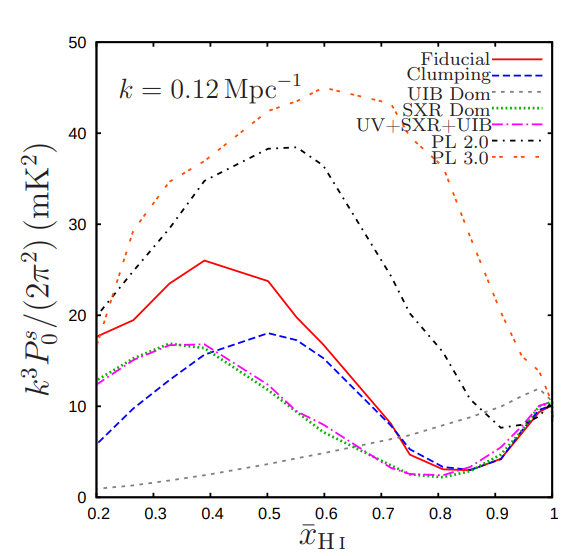 50
k = 0.12 Mpc⁻¹
Fiducial
Clumping
UIB Dom
SXR Dom
UV+SXR+UIB
PL 2.0
PL 3.0
40
30
20
10
0
k³ P₀ˢ/(2π²) (mK²)
0.2 0.3 0.4 0.5 0.6 0.7 0.8 0.9 1
x̄H I